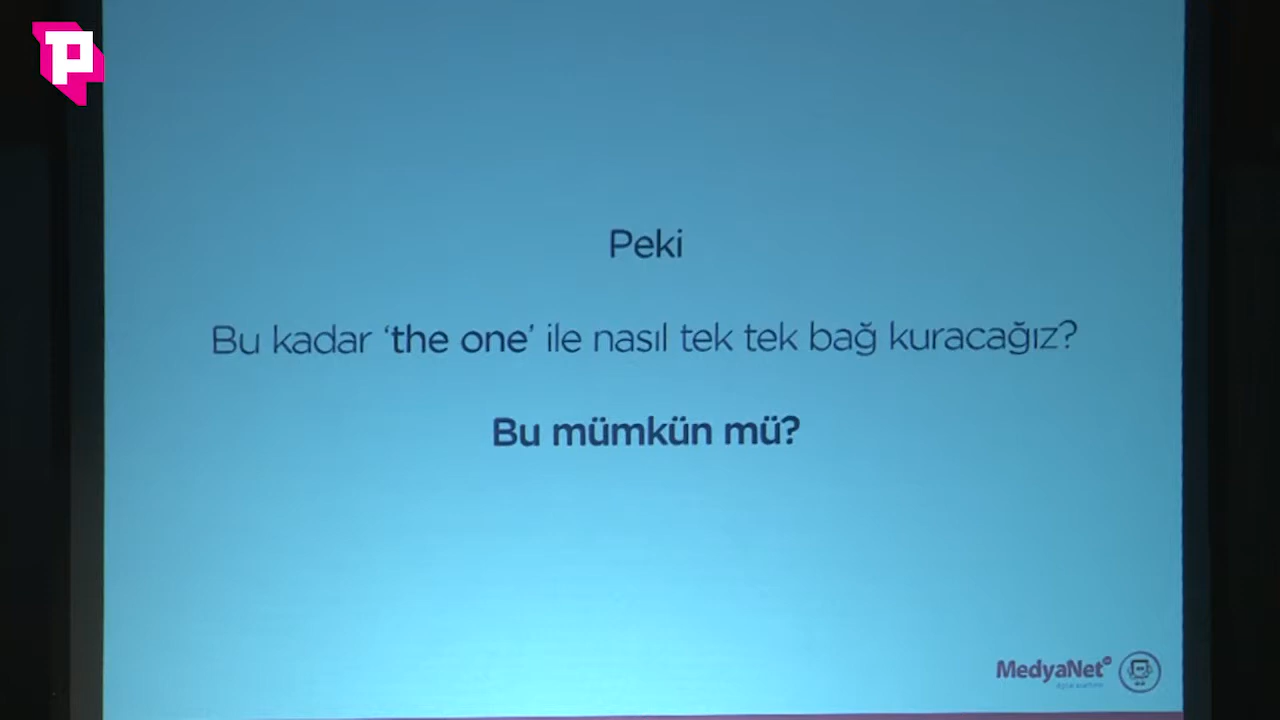 P
Peki
Bu kadar ‘the one’ ile nasıl tek tek bağ kuracağız?
Bu mümkün mü?
MedyaNet